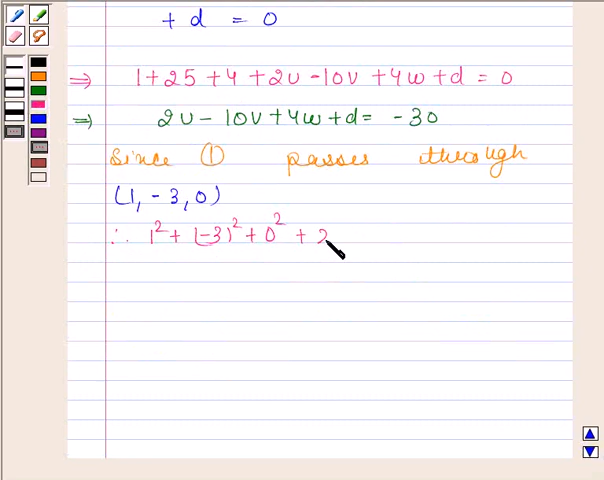 + d = 0
⇒ 1 + 25 + 4 + 2u - 10v + 4w + d = 0
⇒ 2u - 10v + 4w + d = -30
Since ① passes through
(1, -3, 0)
∴ 1² + (-3)² + 0² + 2